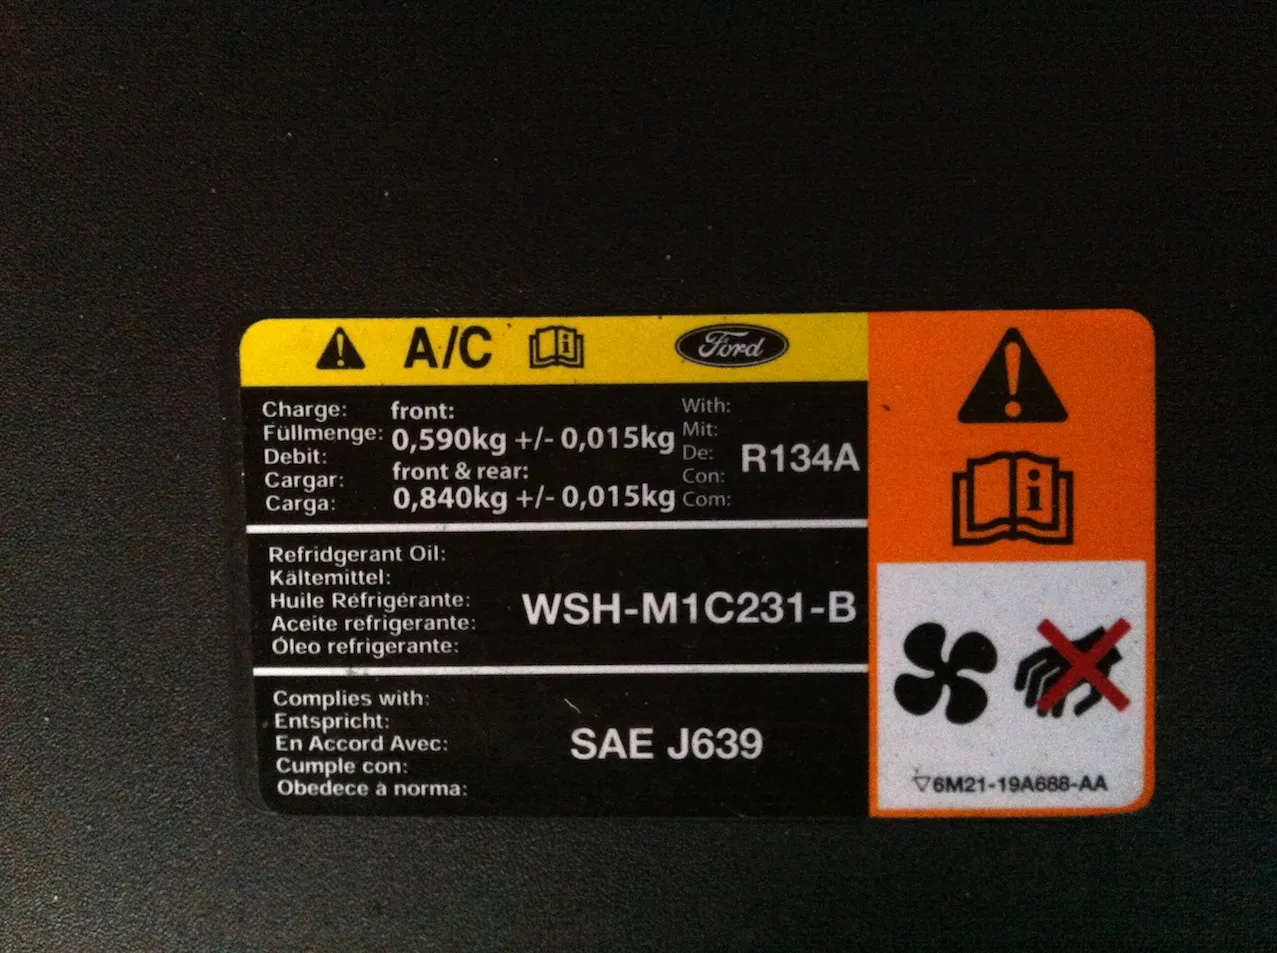 A/C Ford
Charge:
Füllmenge:
Debit:
Cargar:
Carga:
front:
0,590kg +/- 0,015kg
front & rear:
0,840kg +/- 0,015kg
With:
Mit:
De:
Con:
Com:
R134A
Refridgerant Oil:
Kältemittel:
Huile Réfrigérante:
Aceite refrigerante:
Óleo refrigerante:
WSH-M1C231-B
Complies with:
Entspricht:
En Accord Avec:
Cumple con:
Obedece à norma:
SAE J639
6M21-19A688-AA